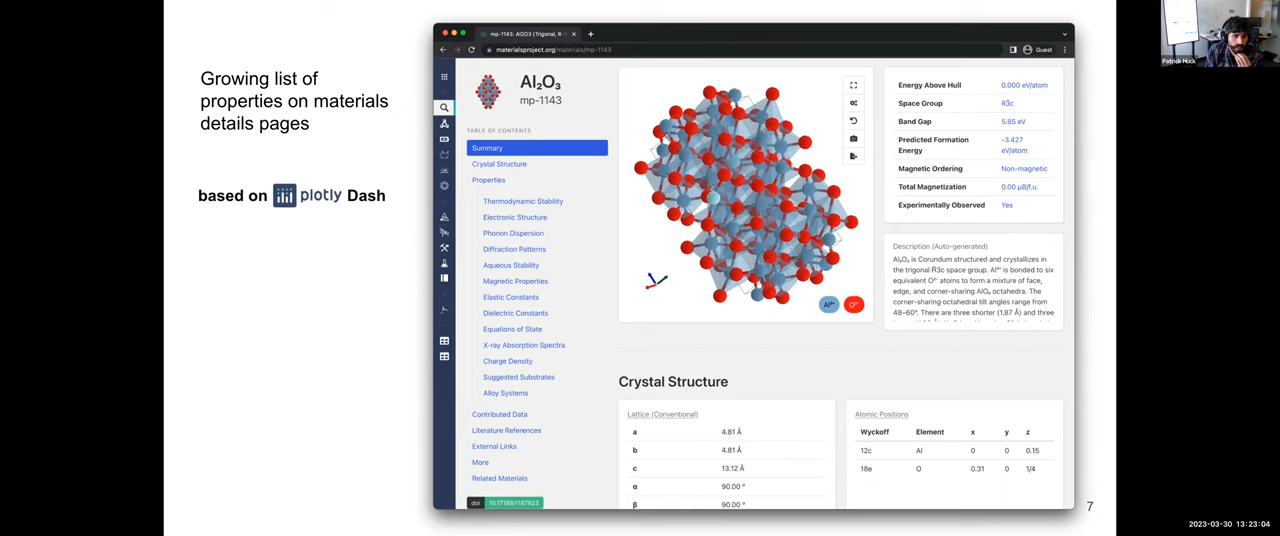 Growing list of
properties on materials
details pages
based on plotly Dash
mp-1143: Al2O3 (Trigonal, R-
materialsproject.org/materials/mp-1143
Guest
Al₂O₃
mp-1143
TABLE OF CONTENTS
Summary
Crystal Structure
Properties
Thermodynamic Stability
Electronic Structure
Phonon Dispersion
Diffraction Patterns
Aqueous Stability
Magnetic Properties
Elastic Constants
Dielectric Constants
Equations of State
X-ray Absorption Spectra
Charge Density
Suggested Substrates
Alloy Systems
Contributed Data
Literature References
External Links
More
Related Materials
doi 10.17188/1187823
Al³⁺ O²⁻
Energy Above Hull 0.000 eV/atom
Space Group R3̅c
Band Gap 5.85 eV
Predicted Formation
Energy
-3.427
eV/atom
Magnetic Ordering Non-magnetic
Total Magnetization 0.00 µB/f.u.
Experimentally Observed Yes
Description (Auto-generated)
Al₂O₃ is Corundum structured and crystallizes in
the trigonal R3̅c space group. Al³⁺ is bonded to six
equivalent O²⁻ atoms to form a mixture of face,
edge, and corner-sharing AlO₆ octahedra. The
corner-sharing octahedral tilt angles range from
48–60°. There are three shorter (1.87 Å) and three
Crystal Structure
Lattice (Conventional)
a 4.81 Å
b 4.81 Å
c 13.12 Å
α 90.00 º
β 90.00 º
Atomic Positions
Wyckoff Element x y z
12c Al 0 0 0.15
18e O 0.31 0 1/4
7
Patrick Huck
2023-03-30 13:23:04